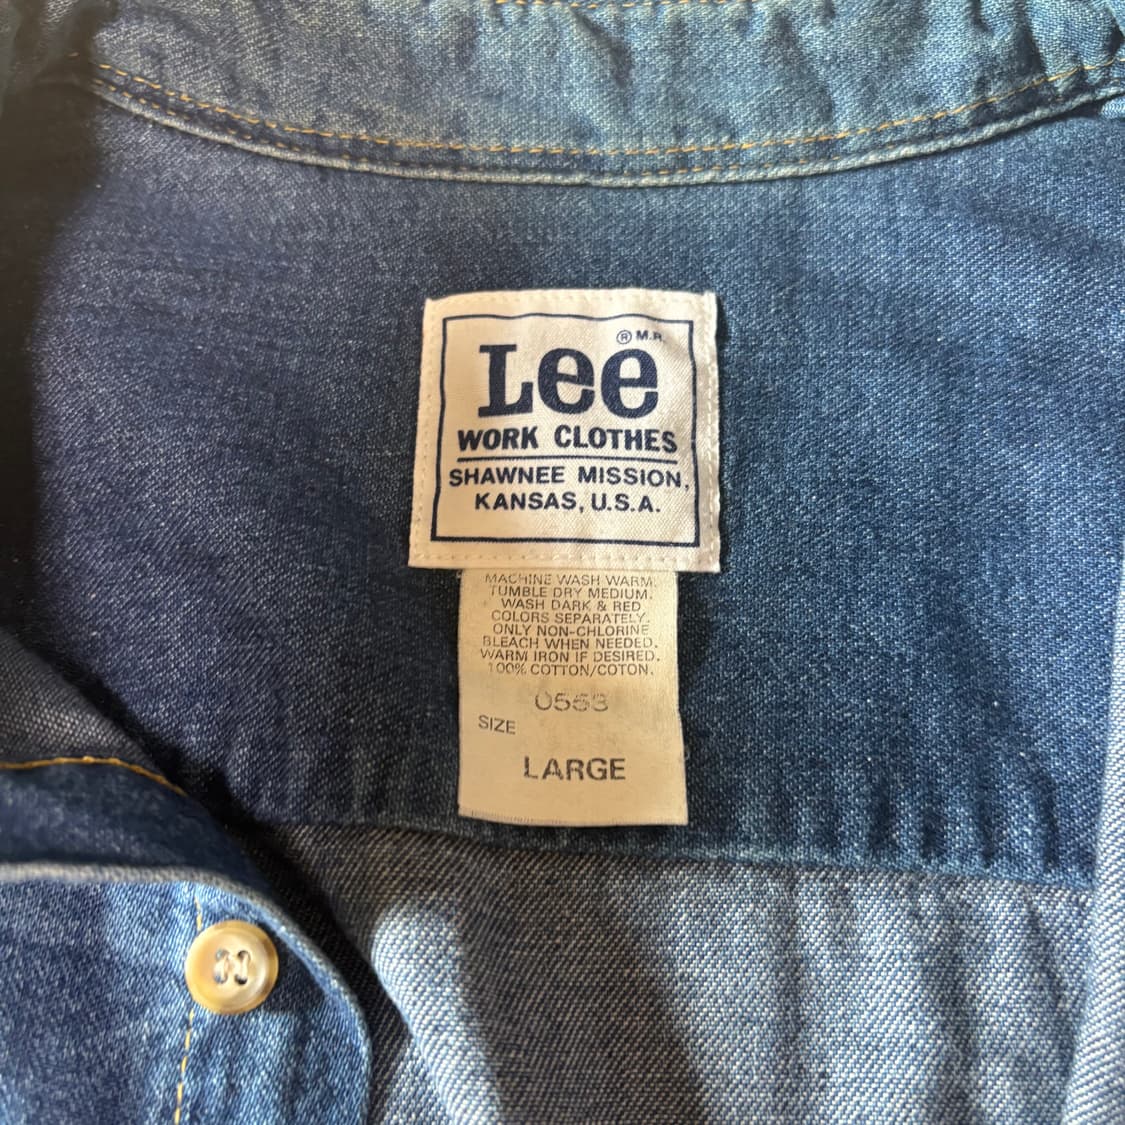 ® M.R.
Lee
WORK CLOTHES
SHAWNEE MISSION,
KANSAS, U.S.A.
MACHINE WASH WARM.
TUMBLE DRY MEDIUM.
WASH DARK & RED
COLORS SEPARATELY.
ONLY NON-CHLORINE
BLEACH WHEN NEEDED.
WARM IRON IF DESIRED.
100% COTTON/COTON.
0563
SIZE
LARGE